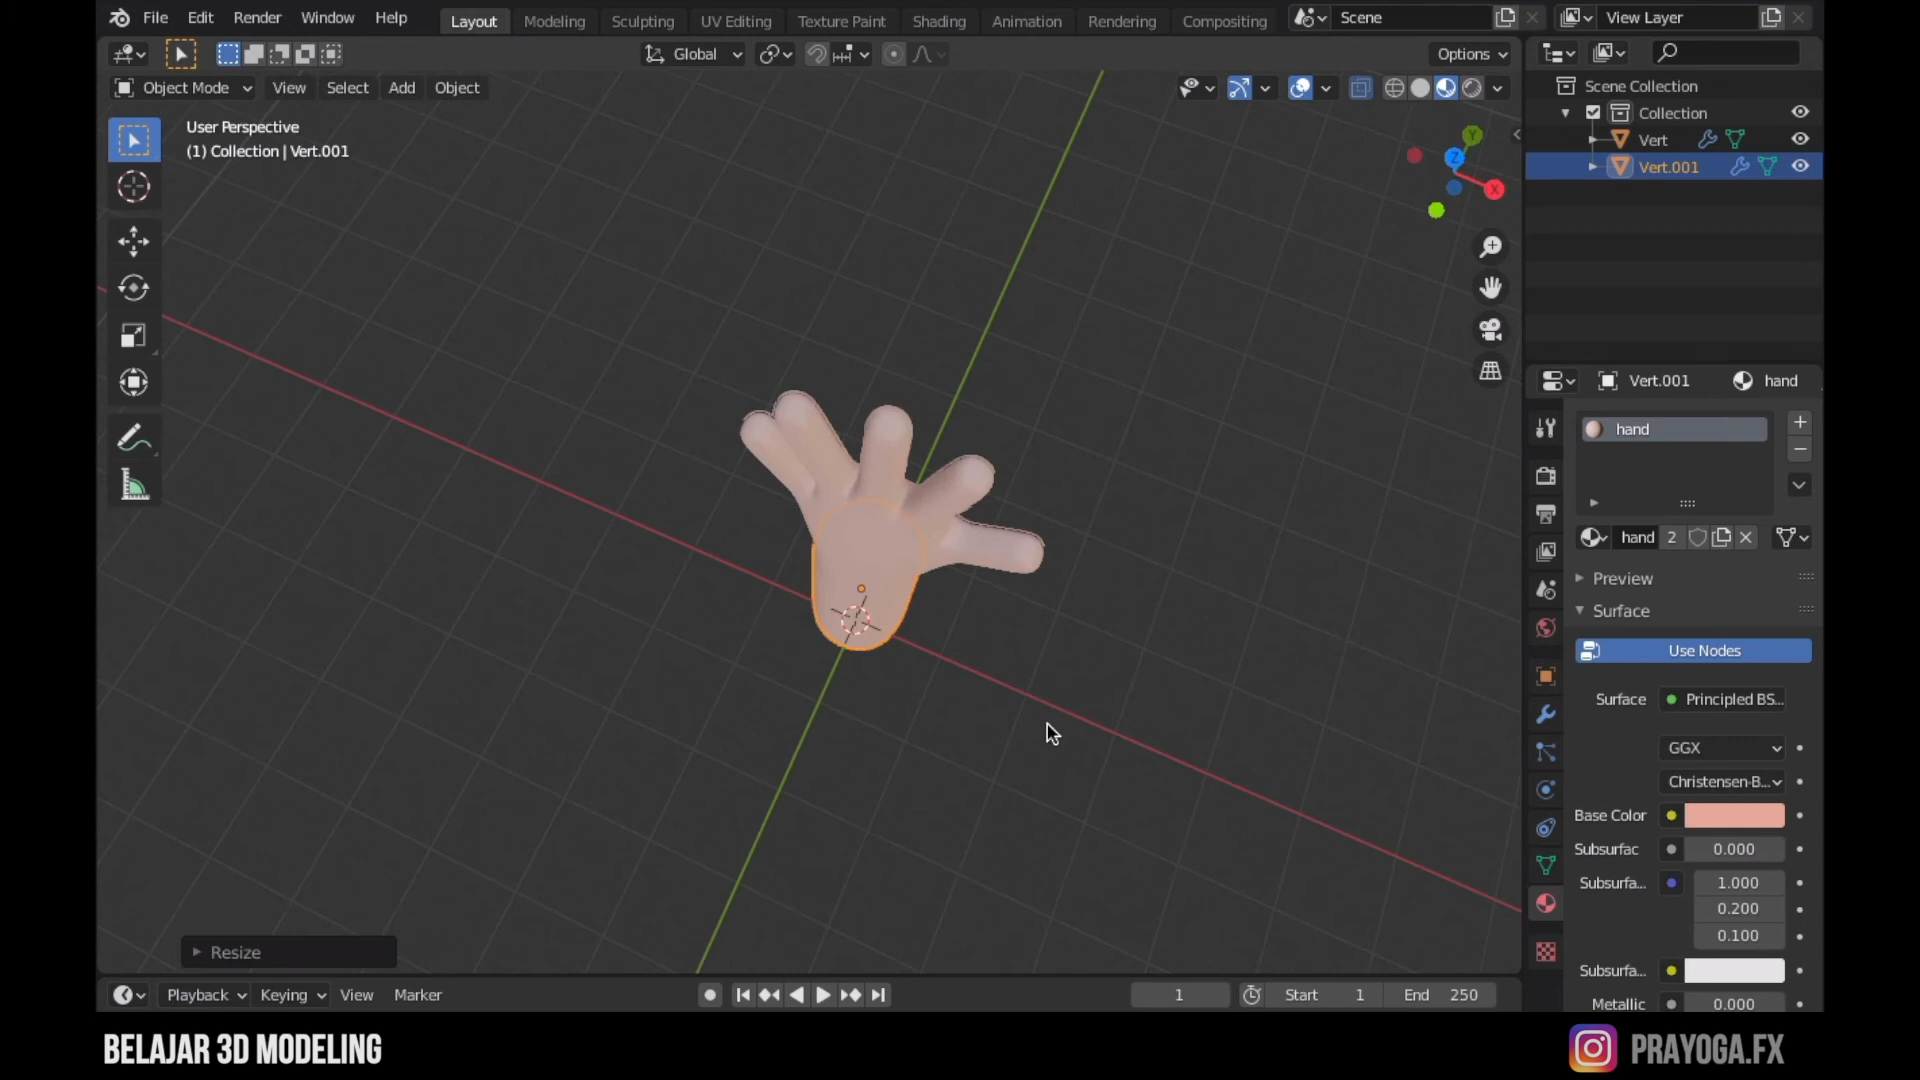 File Edit Render Window Help Layout Modeling Sculpting UV Editing Texture Paint Shading Animation Rendering Compositing Scene View Layer
Global Options
Object Mode View Select Add Object
User Perspective
(1) Collection | Vert.001
Y
Z
X
Scene Collection
Collection
Vert
Vert.001
Vert.001 hand
hand
hand 2
Preview
Surface
Use Nodes
Surface Principled BS...
GGX
Christensen-B...
Base Color
Subsurfac 0.000
Subsurfa... 1.000
0.200
0.100
Subsurfa...
Metallic 0.000
Resize
Playback Keying View Marker 1 Start 1 End 250
BELAJAR 3D MODELING
PRAYOGA.FX